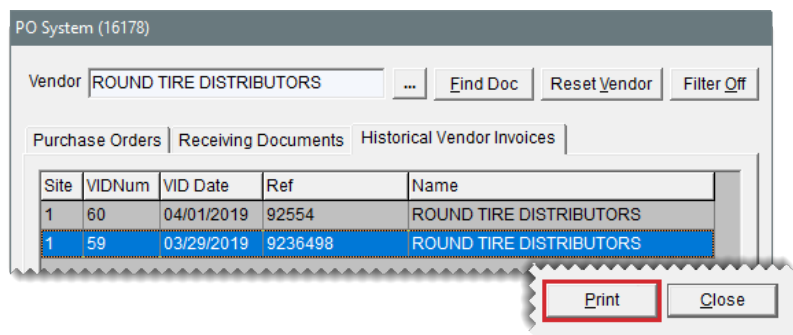 PO System (16178)
Vendor ROUND TIRE DISTRIBUTORS ... Find Doc Reset Vendor Filter Off
Purchase Orders Receiving Documents Historical Vendor Invoices
Site VIDNum VID Date Ref Name
1 60 04/01/2019 92554 ROUND TIRE DISTRIBUTORS
1 59 03/29/2019 9236498 ROUND TIRE DISTRIBUTORS
Print Close